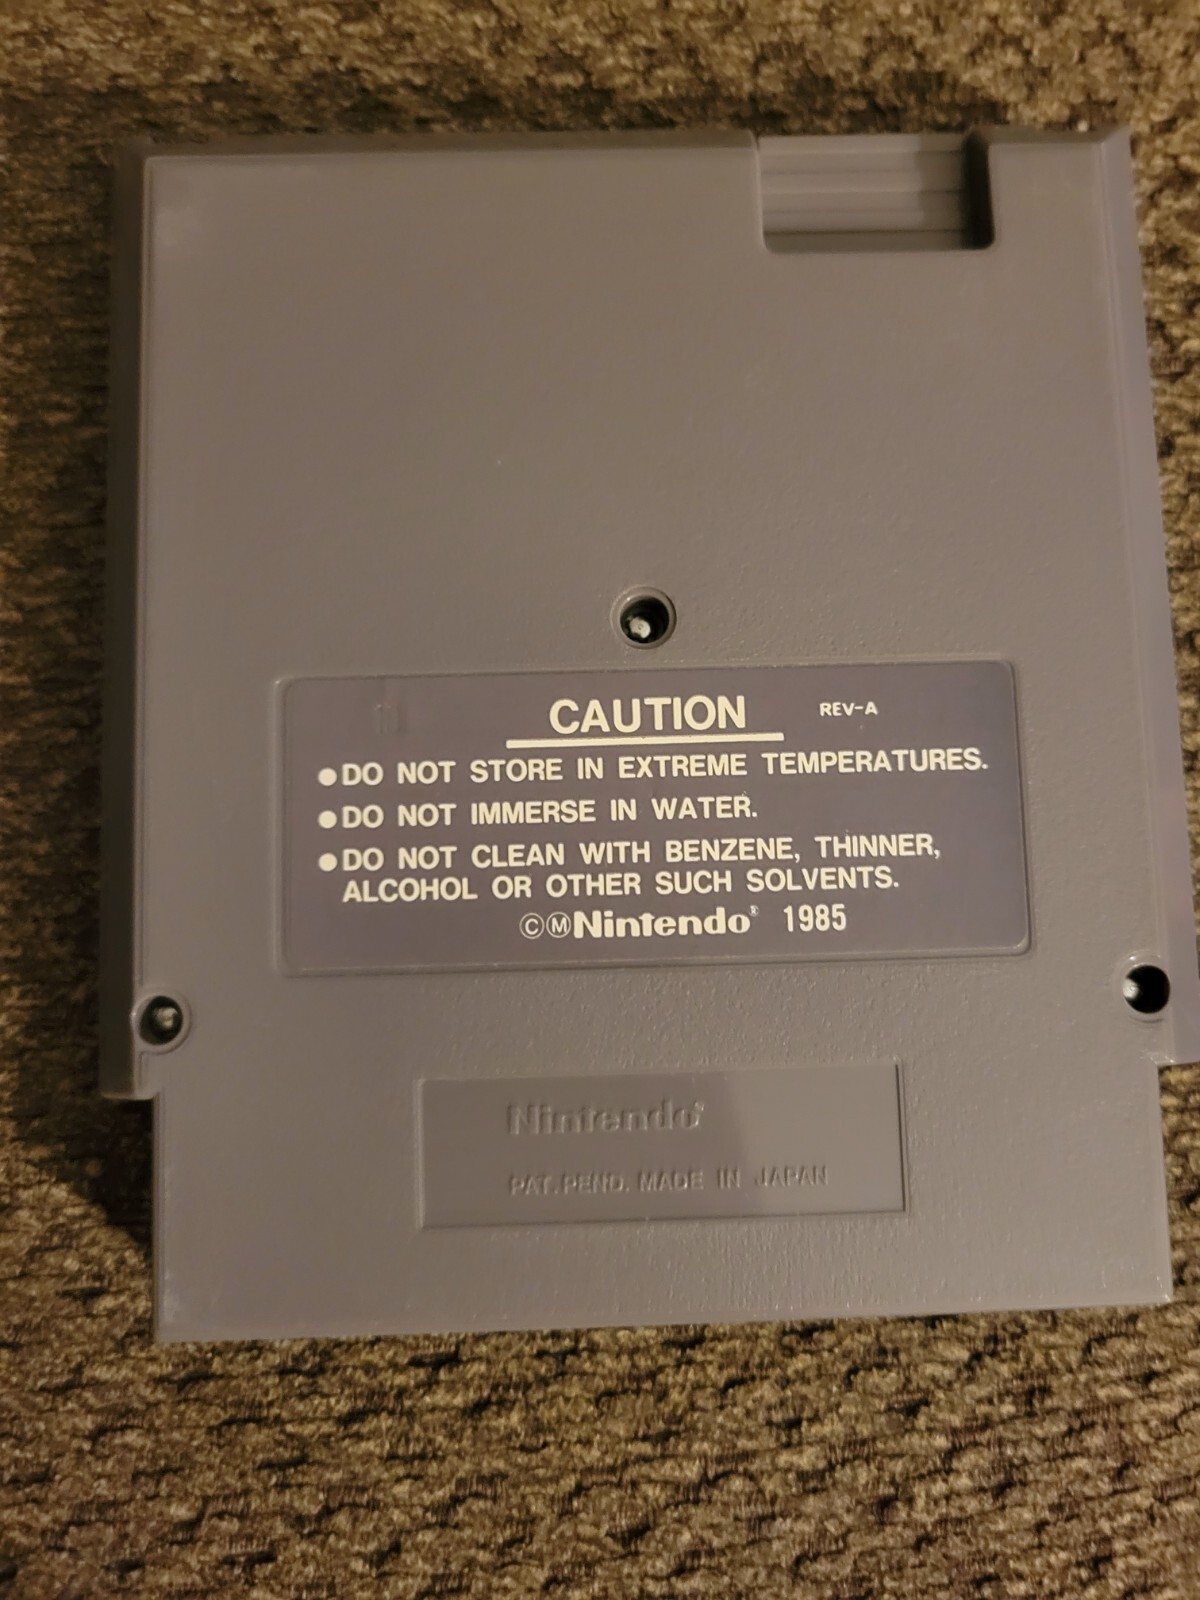 CAUTION REV-A
●DO NOT STORE IN EXTREME TEMPERATURES.
●DO NOT IMMERSE IN WATER.
●DO NOT CLEAN WITH BENZENE, THINNER,
ALCOHOL OR OTHER SUCH SOLVENTS.
©ⓂNintendo® 1985
Nintendo®
PAT. PEND. MADE IN JAPAN